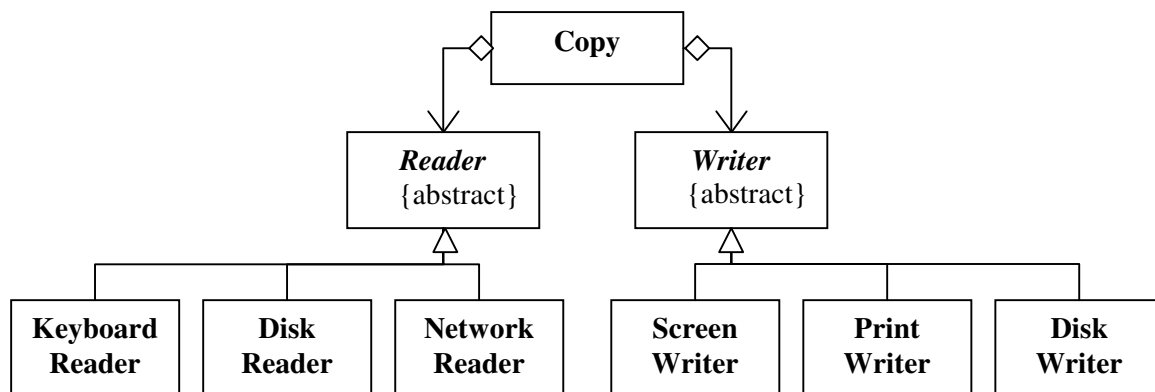 Copy
Reader
{abstract}
Writer
{abstract}
Keyboard
Reader
Disk
Reader
Network
Reader
Screen
Writer
Print
Writer
Disk
Writer